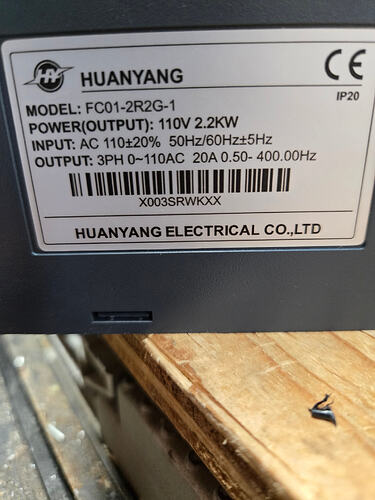 HY HUANYANG
CE
IP20
MODEL: FC01-2R2G-1
POWER(OUTPUT): 110V 2.2KW
INPUT: AC 110±20% 50Hz/60Hz±5Hz
OUTPUT: 3PH 0~110AC 20A 0.50- 400.00Hz
X003SRWKXX
HUANYANG ELECTRICAL CO.,LTD